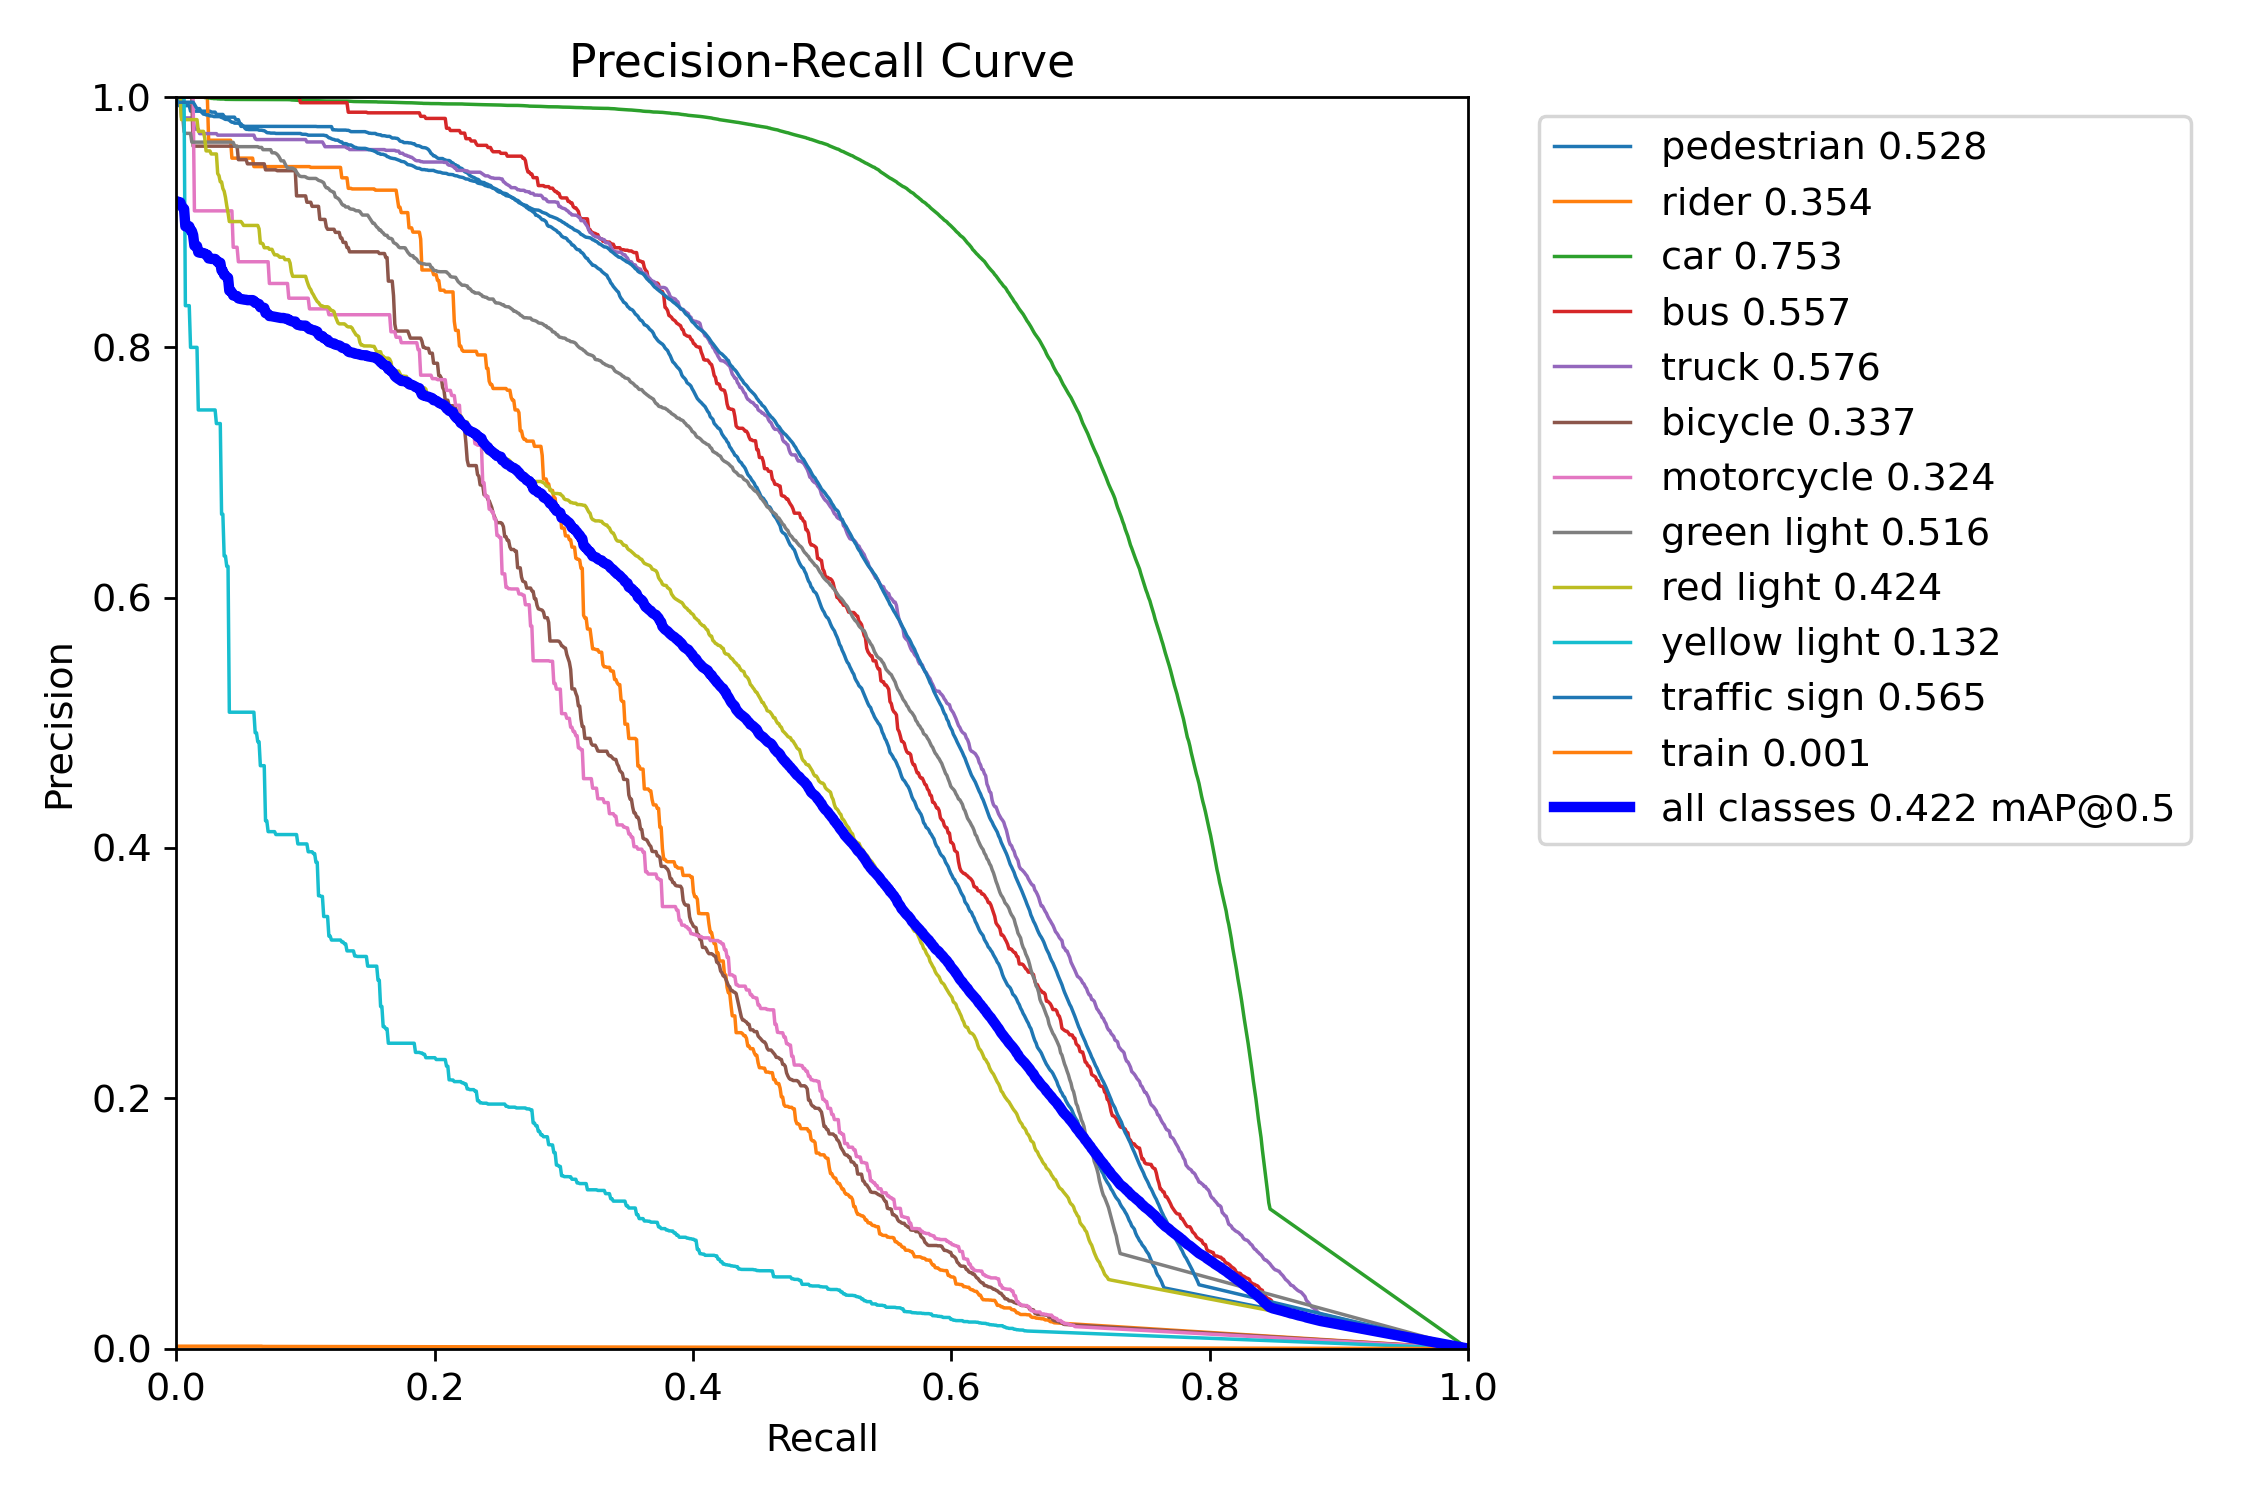 Precision-Recall Curve
1.0
0.8
0.6
0.4
0.2
0.0
Precision
0.0 0.2 0.4 0.6 0.8 1.0
Recall
pedestrian 0.528
rider 0.354
car 0.753
bus 0.557
truck 0.576
bicycle 0.337
motorcycle 0.324
green light 0.516
red light 0.424
yellow light 0.132
traffic sign 0.565
train 0.001
all classes 0.422 mAP@0.5